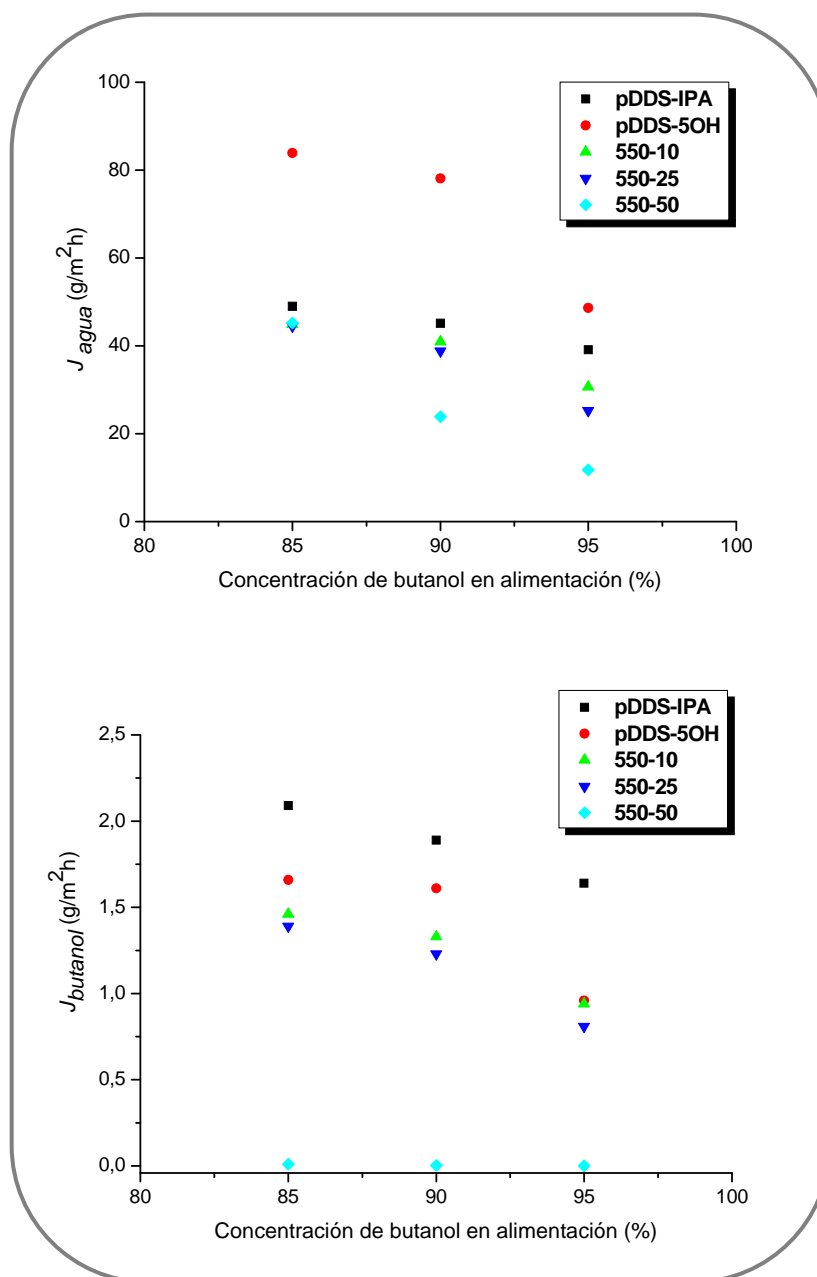 100
80
60
40
20
0
J agua (g/m²h)
pDDS-IPA
pDDS-5OH
550-10
550-25
550-50
80 85 90 95 100
Concentración de butanol en alimentación (%)
2,5
2,0
1,5
1,0
0,5
0,0
J butanol (g/m²h)
pDDS-IPA
pDDS-5OH
550-10
550-25
550-50
80 85 90 95 100
Concentración de butanol en alimentación (%)